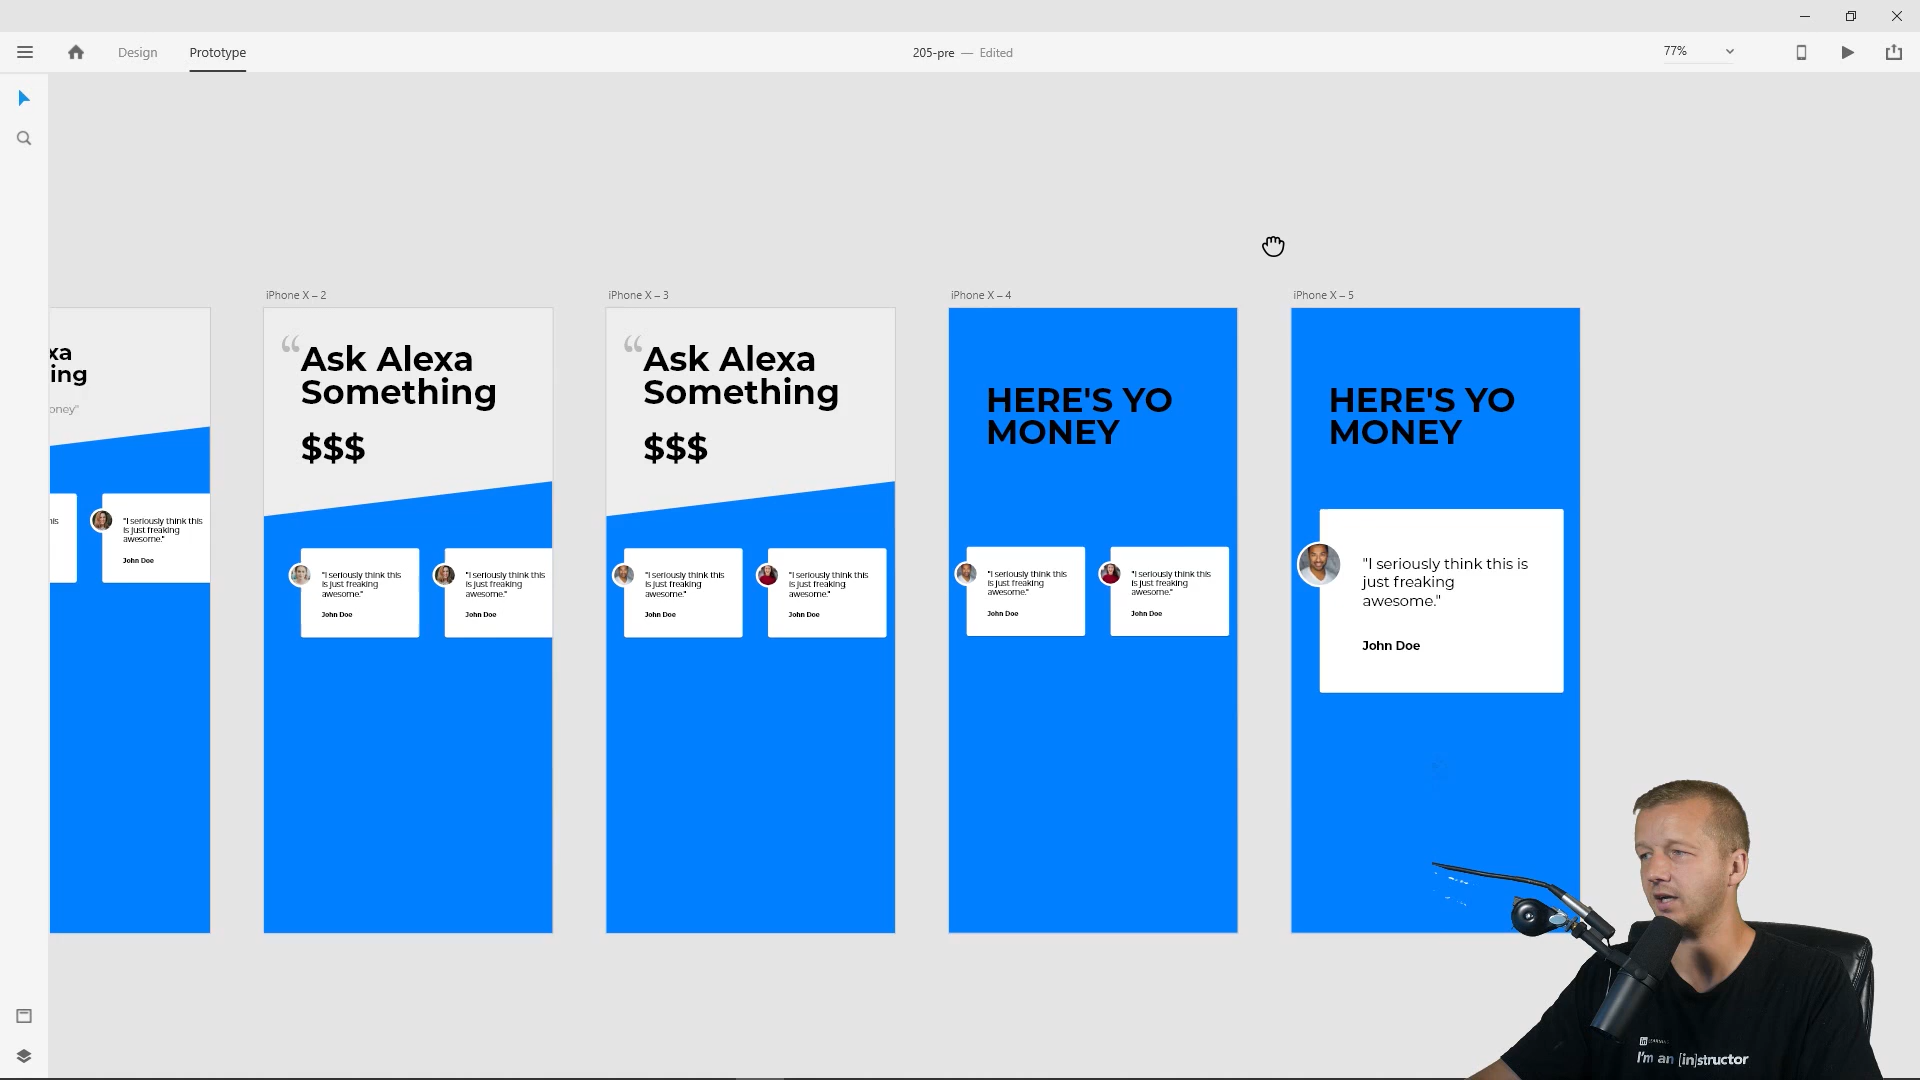 Design
Prototype
205-pre — Edited
77%
iPhone X – 2
iPhone X – 3
iPhone X – 4
iPhone X – 5
xa
ing
oney"
his
"I seriously think this
is just freaking
awesome."
John Doe
“
Ask Alexa
Something
$$$
"I seriously think this
is just freaking
awesome."
John Doe
"I seriously think this
is just freaking
awesome."
John Doe
“
Ask Alexa
Something
$$$
"I seriously think this
is just freaking
awesome."
John Doe
"I seriously think this
is just freaking
awesome."
John Doe
HERE'S YO
MONEY
"I seriously think this
is just freaking
awesome."
John Doe
"I seriously think this
is just freaking
awesome."
John Doe
HERE'S YO
MONEY
"I seriously think this is
just freaking
awesome."
John Doe
in LEARNING
I'm an [in]structor